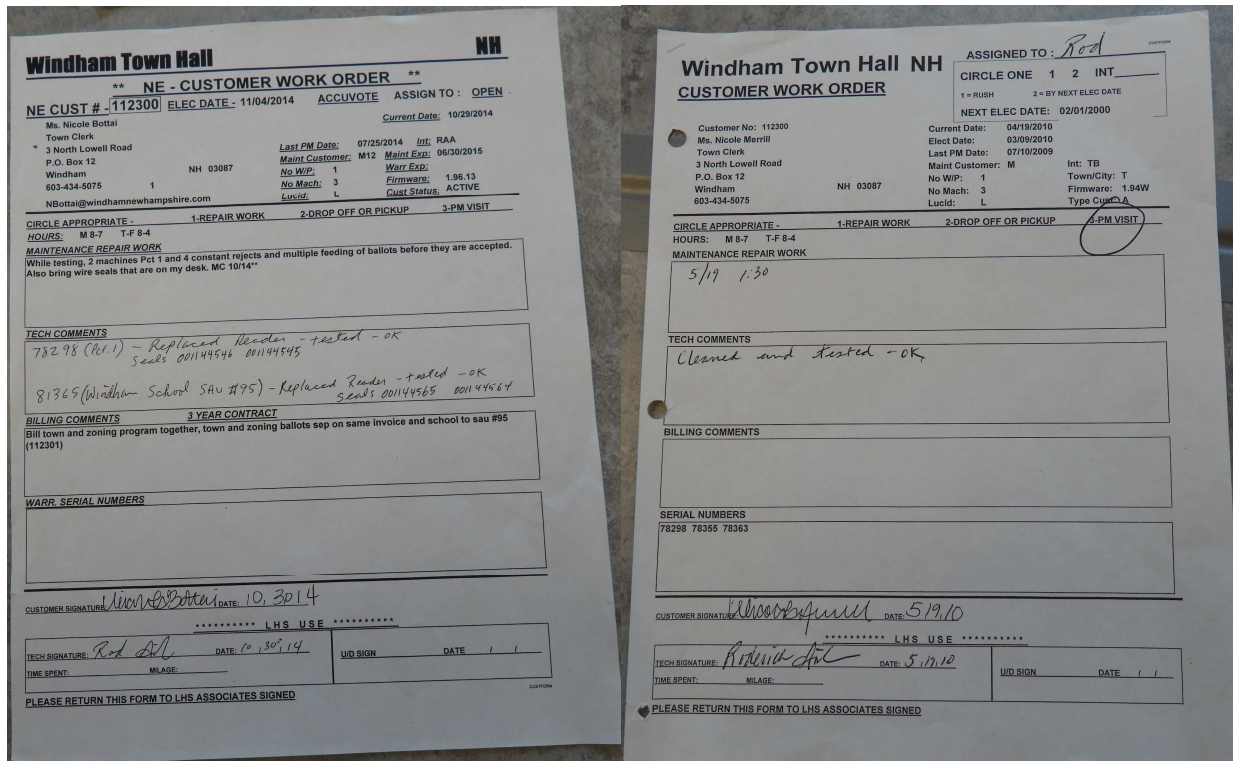 Windham Town Hall NH
** NE - CUSTOMER WORK ORDER **
NE CUST # - 112300 ELEC DATE - 11/04/2014 ACCUVOTE ASSIGN TO : OPEN
Current Date: 10/29/2014
Ms. Nicole Bottai
Town Clerk
3 North Lowell Road
P.O. Box 12
Windham NH 03087
603-434-5075 1
NBottai@windhamnewhampshire.com
Last PM Date: 07/25/2014 Int: RAA
Maint Customer: M12 Maint Exp: 06/30/2015
No W/P: 1 Warr Exp:
No Mach: 3 Firmware: 1.96.13
Lucid: L Cust Status: ACTIVE
CIRCLE APPROPRIATE - 1-REPAIR WORK 2-DROP OFF OR PICKUP 3-PM VISIT
HOURS: M 8-7 T-F 8-4
MAINTENANCE REPAIR WORK
While testing, 2 machines Pct 1 and 4 constant rejects and multiple feeding of ballots before they are accepted.
Also bring wire seals that are on my desk. MC 10/14**
TECH COMMENTS
78298 (Pct. 1) - Replaced Reader - tested - OK
Seals 001144546 001144545
81365 (Windham School SAU #95) - Replaced Reader - tested - OK
Seals 001144565 001144564
BILLING COMMENTS 3 YEAR CONTRACT
Bill town and zoning program together, town and zoning ballots sep on same invoice and school to sau #95
(112301)
WARR. SERIAL NUMBERS
CUSTOMER SIGNATURE DATE: 10, 30 14
********** LHS USE **********
TECH SIGNATURE: Rod DATE: 10, 30, 14 U/D SIGN DATE / /
TIME SPENT: MILAGE:
CUSTFORM
PLEASE RETURN THIS FORM TO LHS ASSOCIATES SIGNED
CUSTFORM
Windham Town Hall NH
CUSTOMER WORK ORDER
ASSIGNED TO : Rod
CIRCLE ONE 1 2 INT
1 = RUSH 2 = BY NEXT ELEC DATE
NEXT ELEC DATE: 02/01/2000
Customer No: 112300
Ms. Nicole Merrill
Town Clerk
3 North Lowell Road
P.O. Box 12
Windham NH 03087
603-434-5075
Current Date: 04/19/2010
Elect Date: 03/09/2010
Last PM Date: 07/10/2009
Maint Customer: M Int: TB
No W/P: 1 Town/City: T
No Mach: 3 Firmware: 1.94W
Lucid: L Type Cust: A
CIRCLE APPROPRIATE - 1-REPAIR WORK 2-DROP OFF OR PICKUP 3-PM VISIT
HOURS: M 8-7 T-F 8-4
MAINTENANCE REPAIR WORK
5/19 1:30
TECH COMMENTS
Cleaned and tested - OK
BILLING COMMENTS
SERIAL NUMBERS
78298 78355 78363
CUSTOMER SIGNATURE DATE: 5,19,10
********** LHS USE **********
TECH SIGNATURE: Roderick DATE: 5,19,10 U/D SIGN DATE / /
TIME SPENT: MILAGE:
PLEASE RETURN THIS FORM TO LHS ASSOCIATES SIGNED